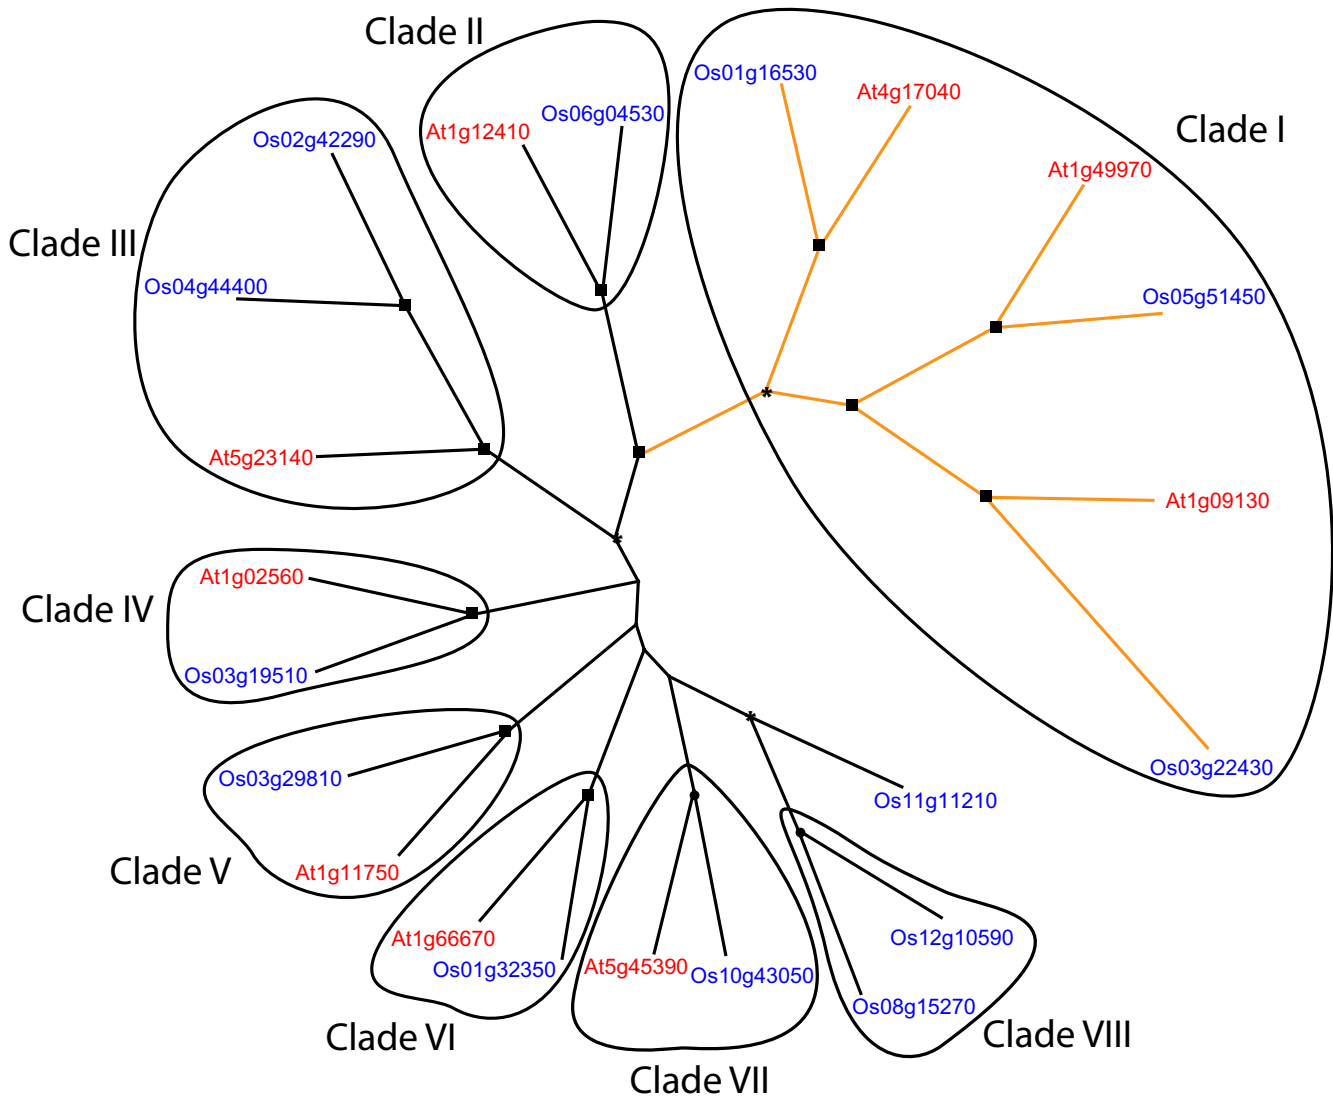 Clade II
Os01g16530
At4g17040
Os06g04530
At1g12410
Clade I
Os02g42290
At1g49970
Clade III
Os04g44400
Os05g51450
*
At5g23140
At1g09130
*
At1g02560
Clade IV
Os03g19510
*
Os03g22430
Os03g29810
Os11g11210
Clade V
At1g11750
At1g66670
Os12g10590
Os01g32350
At5g45390
Os10g43050
Os08g15270
Clade VI
Clade VIII
Clade VII